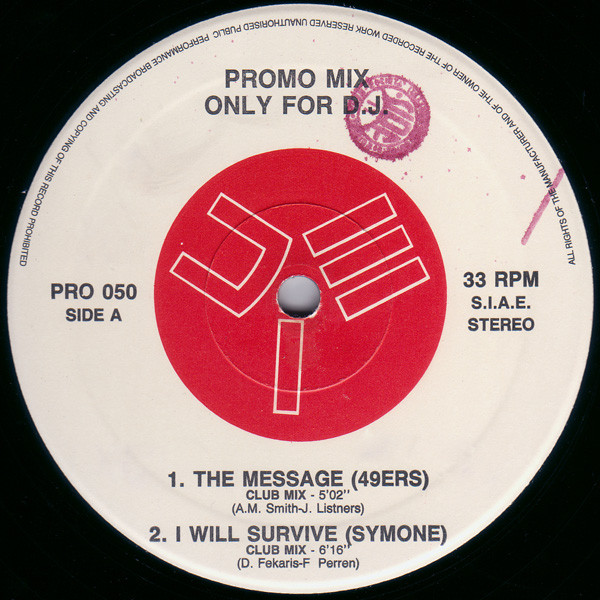 ALL RIGHTS OF THE MANUFACTURER AND OF THE OWNER OF THE RECORDED WORK RESERVED UNAUTHORISED PUBLIC PERFORMANCE BROADCASTING AND COPYING OF THIS RECORD PROHIBITED
PROMO MIX
ONLY FOR D.J.
PRO 050
SIDE A
33 RPM
S.I.A.E.
STEREO
1. THE MESSAGE (49ERS)
CLUB MIX - 5'02"
(A.M. Smith-J. Listners)
2. I WILL SURVIVE (SYMONE)
CLUB MIX - 6'16"
(D. Fekaris-F Perren)